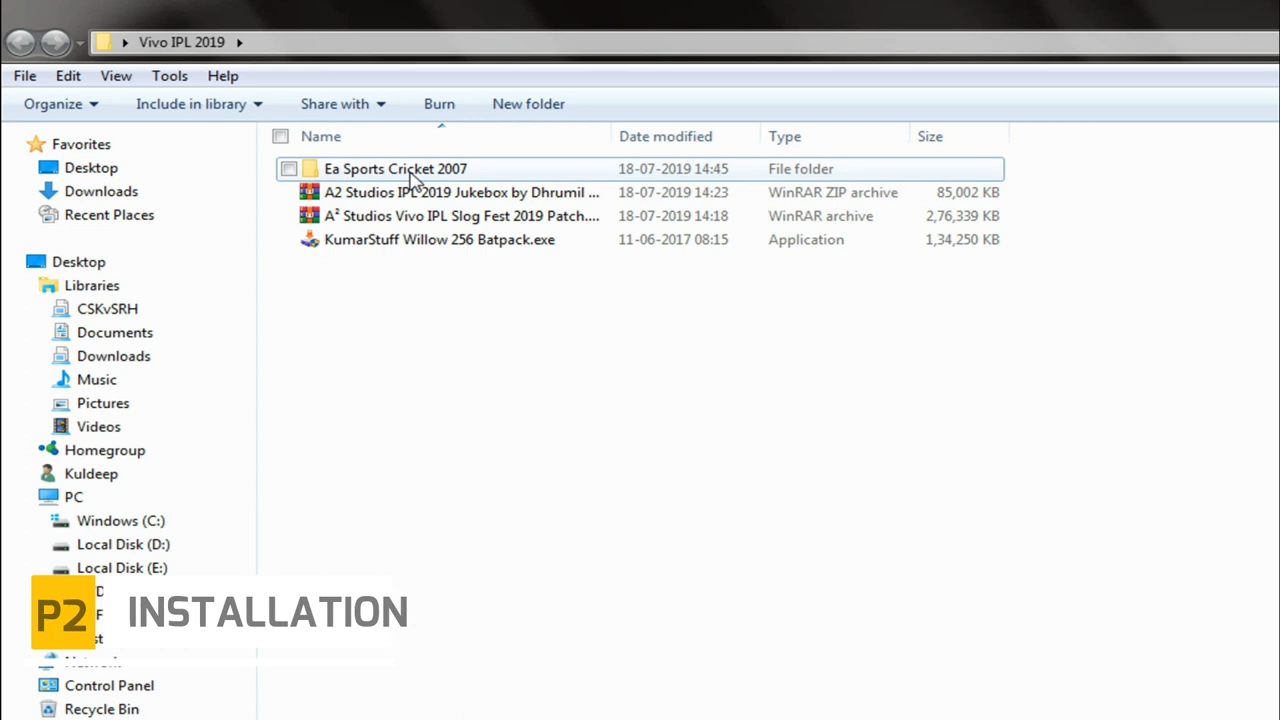 Vivo IPL 2019
File Edit View Tools Help
Organize Include in library Share with Burn New folder
Name Date modified Type Size
Favorites
Desktop
Downloads
Recent Places
Desktop
Libraries
CSKvSRH
Documents
Downloads
Music
Pictures
Videos
Homegroup
Kuldeep
PC
Windows (C:)
Local Disk (D:)
Local Disk (E:)
Control Panel
Recycle Bin
Ea Sports Cricket 2007 18-07-2019 14:45 File folder
A2 Studios IPL 2019 Jukebox by Dhrumil ... 18-07-2019 14:23 WinRAR ZIP archive 85,002 KB
A² Studios Vivo IPL Slog Fest 2019 Patch.... 18-07-2019 14:18 WinRAR archive 2,76,339 KB
KumarStuff Willow 256 Batpack.exe 11-06-2017 08:15 Application 1,34,250 KB
P2 INSTALLATION